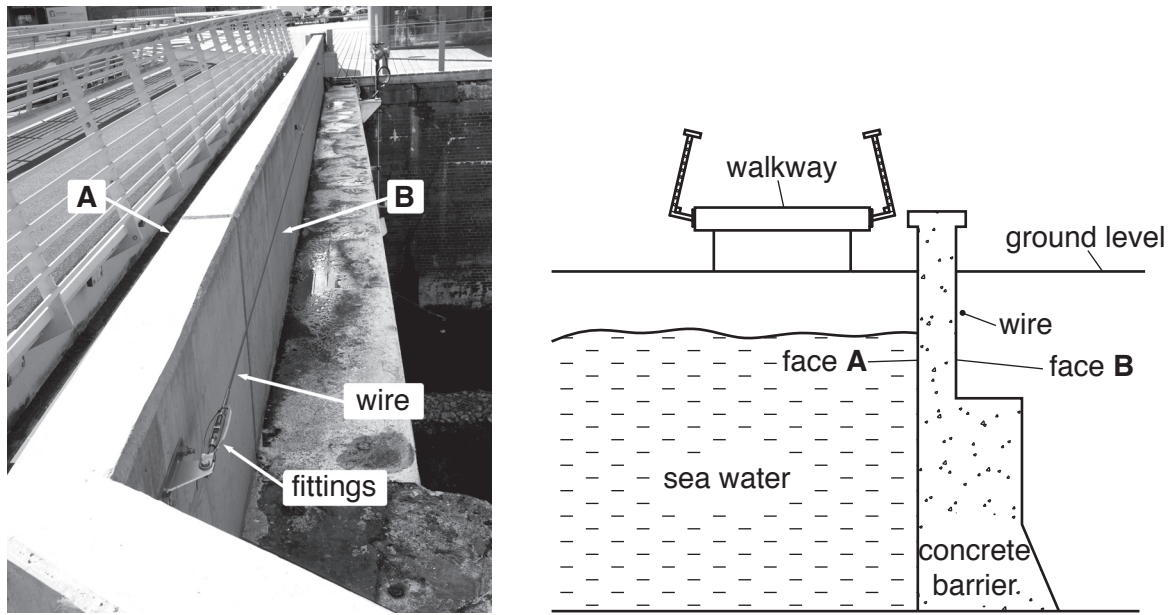 A
B
wire
fittings
walkway
ground level
wire
face A
face B
sea water
concrete
barrier